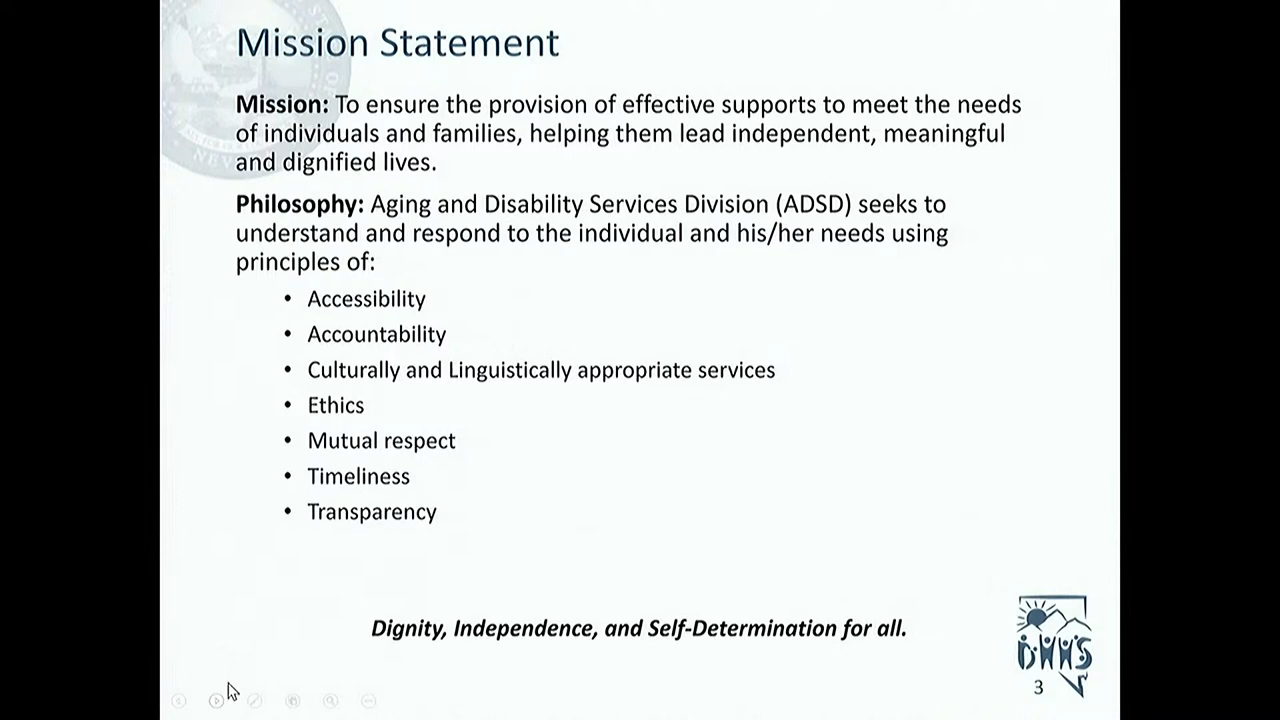 Mission Statement
Mission: To ensure the provision of effective supports to meet the needs
of individuals and families, helping them lead independent, meaningful
and dignified lives.
Philosophy: Aging and Disability Services Division (ADSD) seeks to
understand and respond to the individual and his/her needs using
principles of:
• Accessibility
• Accountability
• Culturally and Linguistically appropriate services
• Ethics
• Mutual respect
• Timeliness
• Transparency
Dignity, Independence, and Self-Determination for all.
DHHS
3